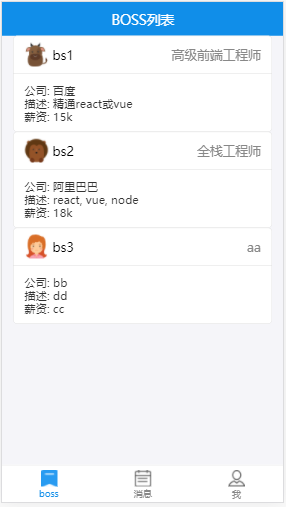 BOSS列表
bs1 高级前端工程师
公司: 百度
描述: 精通react或vue
薪资: 15k
bs2 全栈工程师
公司: 阿里巴巴
描述: react, vue, node
薪资: 18k
bs3 aa
公司: bb
描述: dd
薪资: cc
boss 消息 我